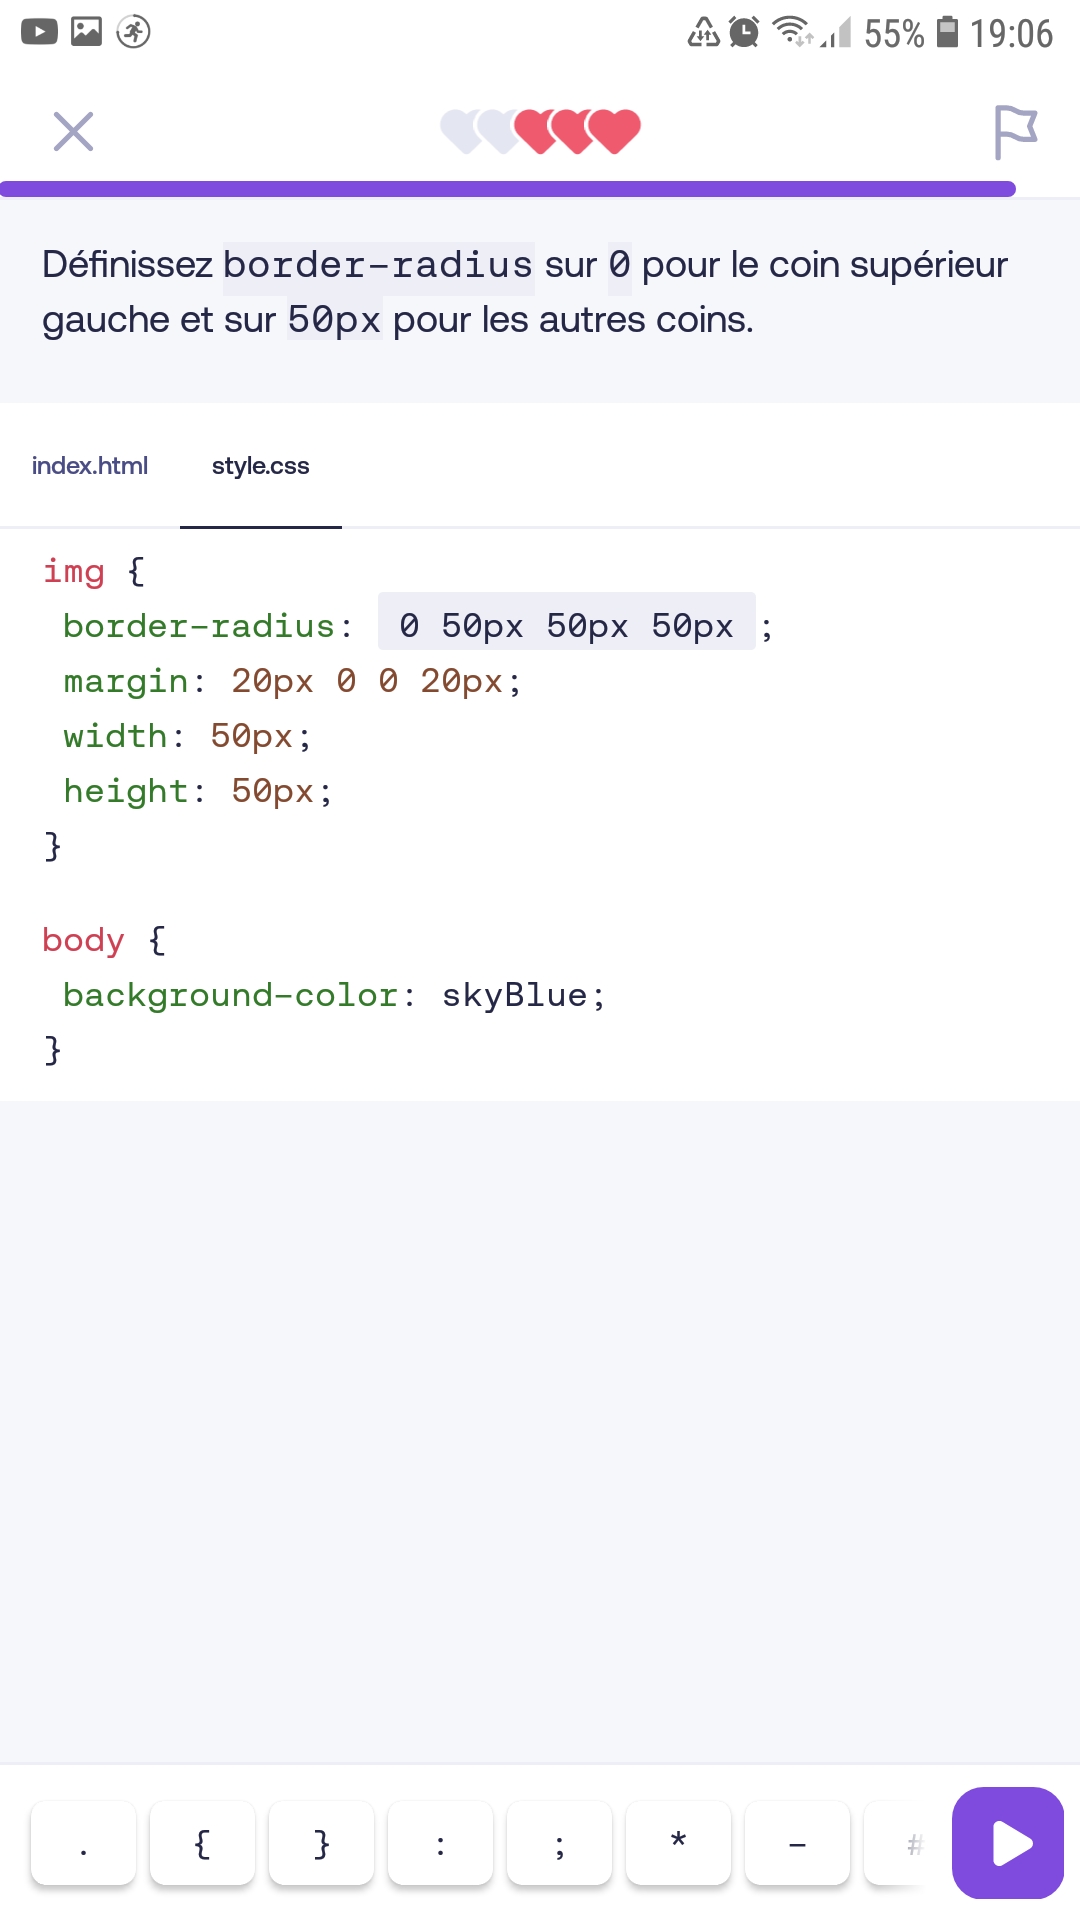 55% 19:06
Définissez border-radius sur 0 pour le coin supérieur
gauche et sur 50px pour les autres coins.
index.html style.css
img {
border-radius: 0 50px 50px 50px ;
margin: 20px 0 0 20px;
width: 50px;
height: 50px;
}
body {
background-color: skyBlue;
}
. { } : ; * - #